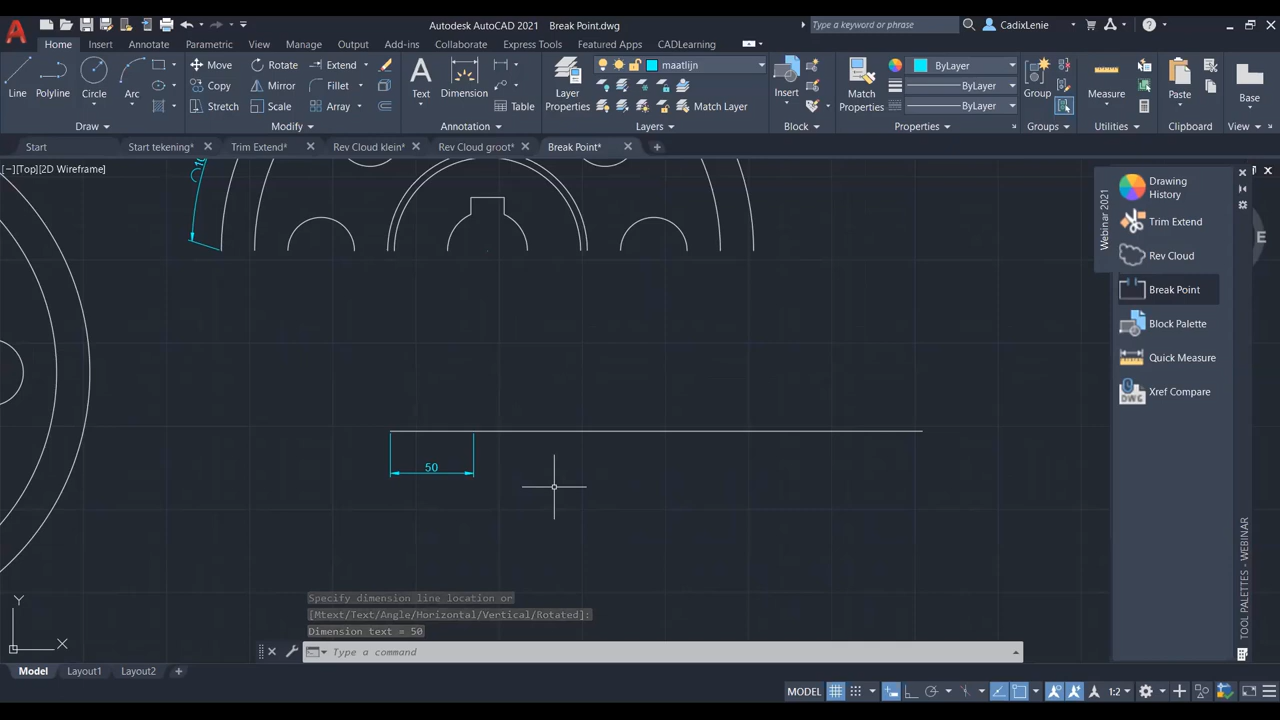 Autodesk AutoCAD 2021 Break Point.dwg
Type a keyword or phrase
CadixLenie
Home Insert Annotate Parametric View Manage Output Add-ins Collaborate Express Tools Featured Apps CADLearning
Line Polyline Circle Arc
Draw
Move Rotate Extend
Copy Mirror Fillet
Stretch Scale Array
Modify
Text Dimension Table
Annotation
Layer Properties
maatlijn
Match Layer
Layers
Insert
Block
Match Properties
ByLayer
ByLayer
ByLayer
Properties
Group
Groups
Measure
Utilities
Paste
Clipboard
Base
View
Start Start tekening* Trim Extend* Rev Cloud klein* Rev Cloud groot* Break Point*
[−][Top][2D Wireframe]
Webinar 2021
Drawing History
Trim Extend
Rev Cloud
Break Point
Block Palette
Quick Measure
Xref Compare
TOOL PALETTES - WEBINAR
E
50
Specify dimension line location or
[Mtext/Text/Angle/Horizontal/Vertical/Rotated]:
Dimension text = 50
Type a command
Y
X
Model Layout1 Layout2
MODEL 1:2